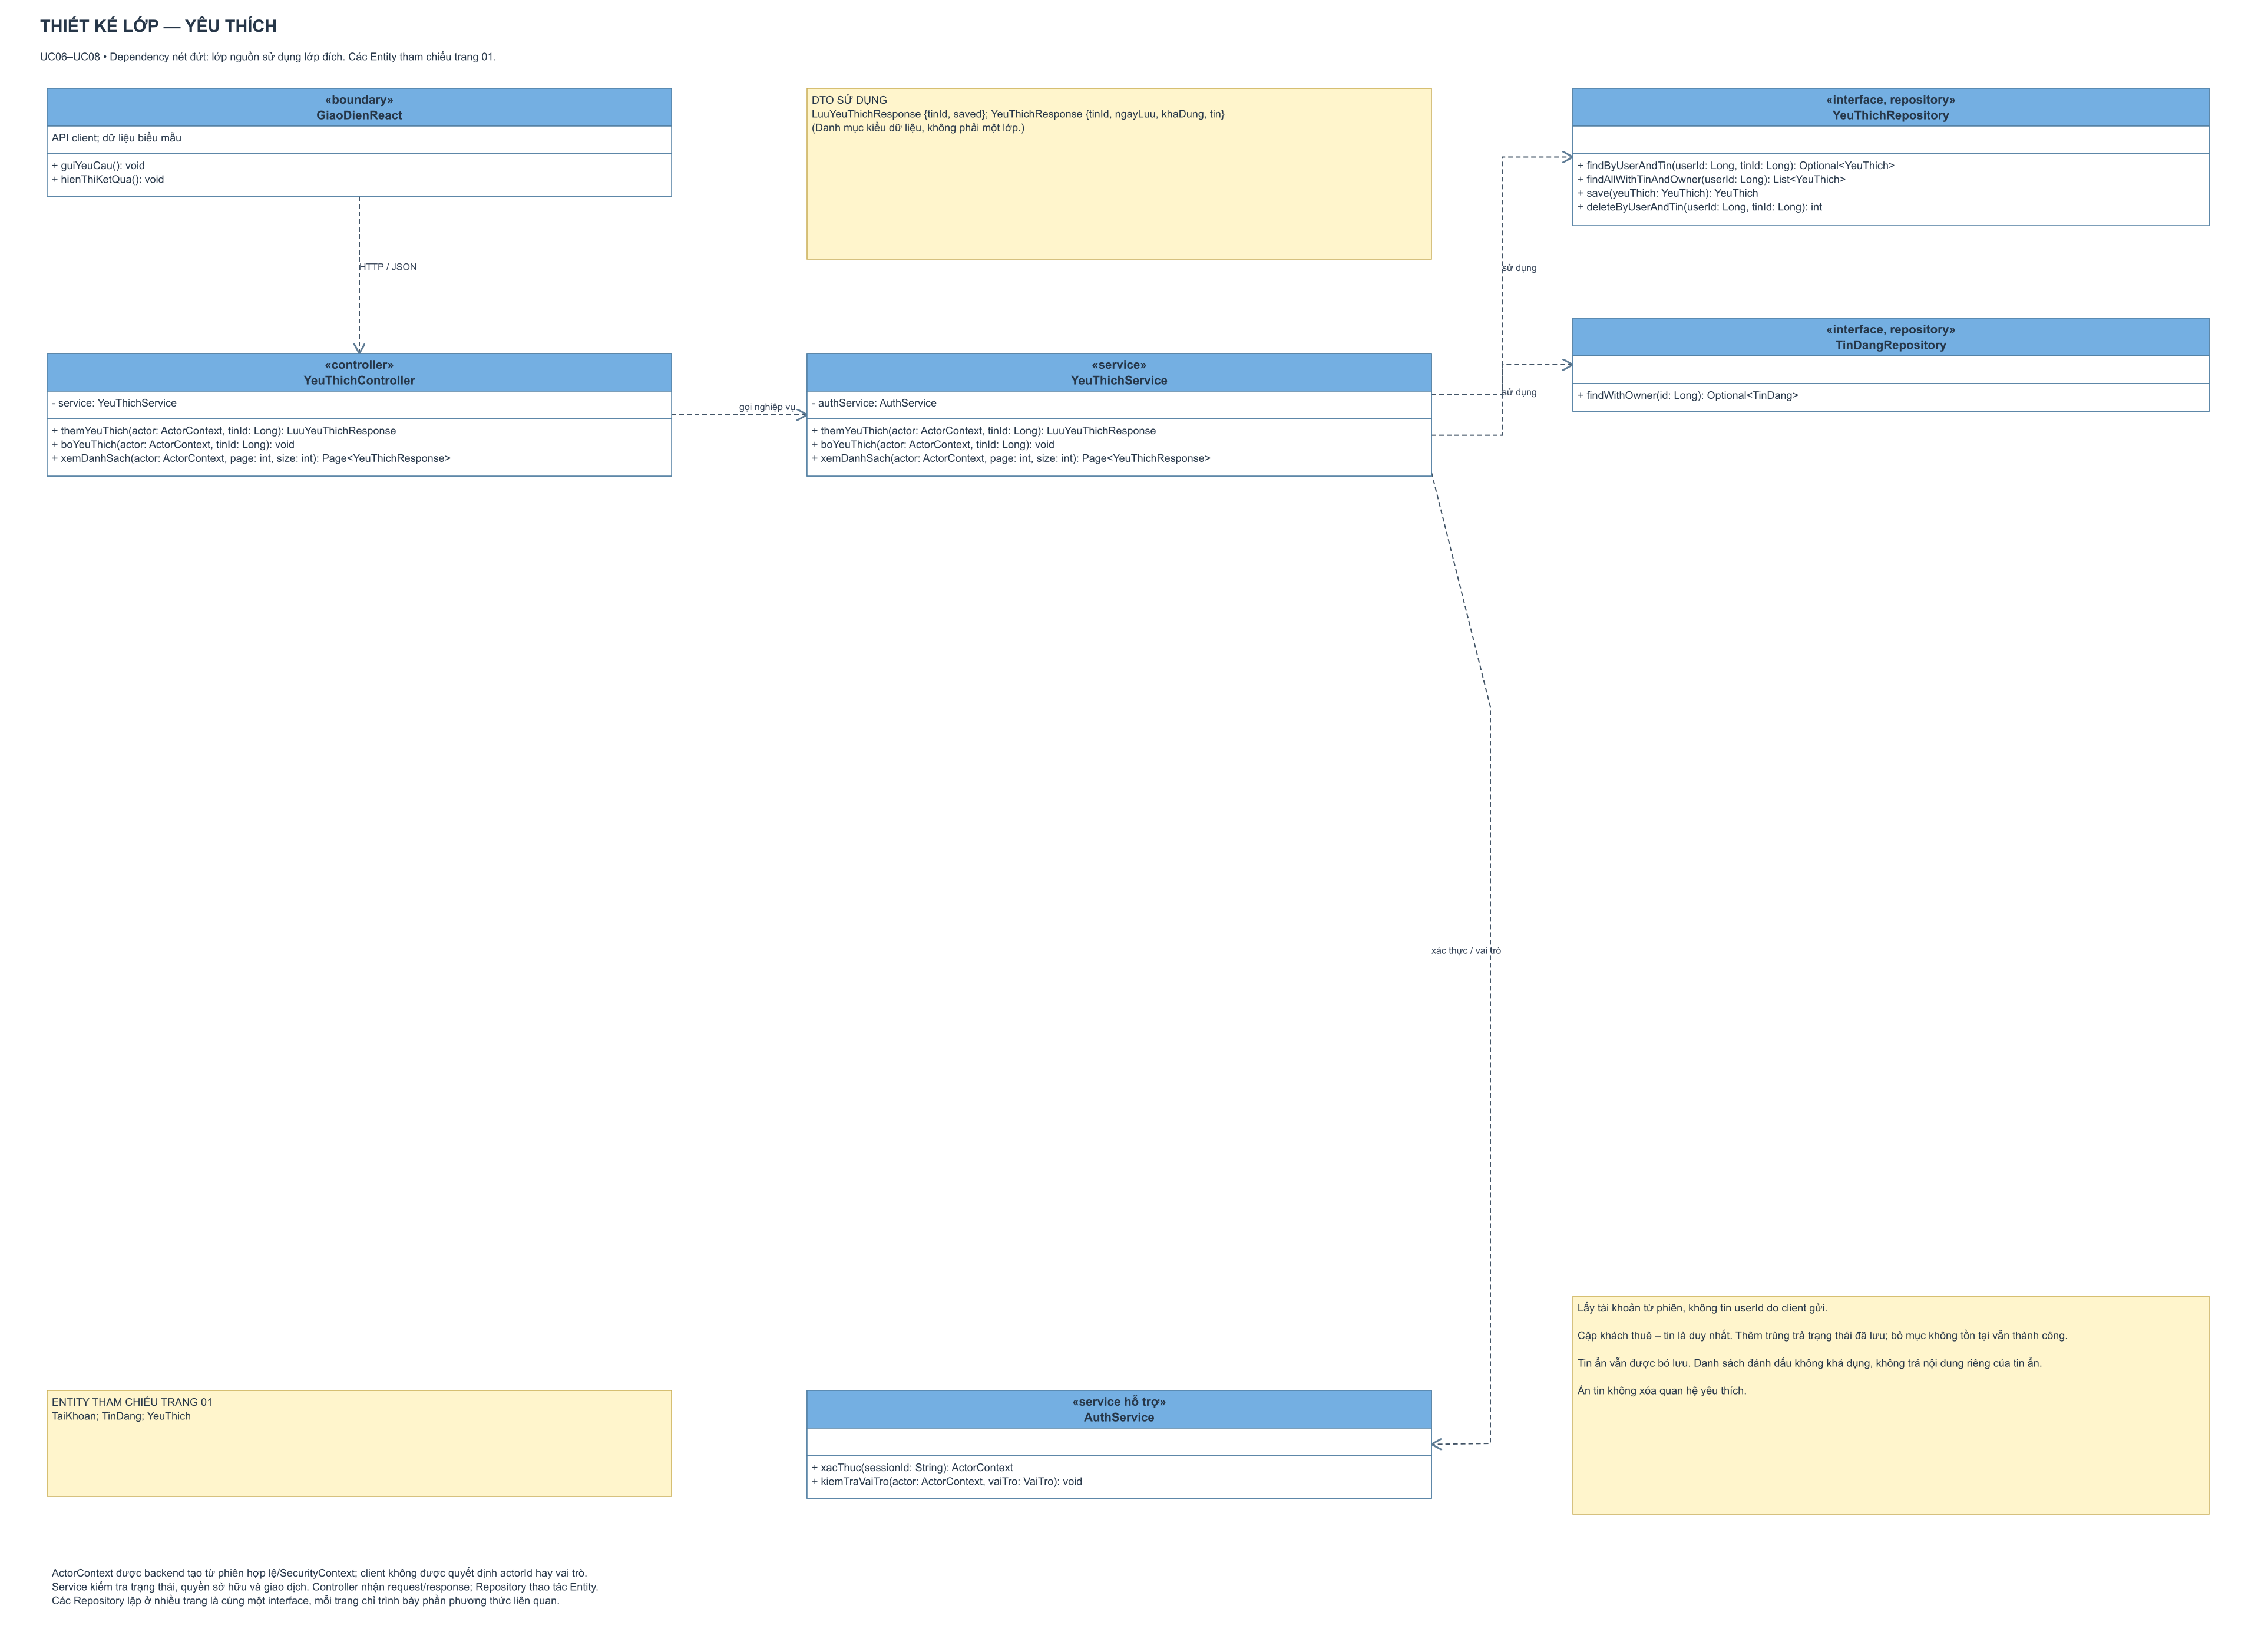 THIẾT KẾ LỚP — YÊU THÍCH
UC06–UC08 • Dependency nét đứt: lớp nguồn sử dụng lớp đích. Các Entity tham chiếu trang 01.
«boundary»
GiaoDienReact
API client; dữ liệu biểu mẫu
+ guiYeuCau(): void
+ hienThiKetQua(): void
DTO SỬ DỤNG
LuuYeuThichResponse {tinId, saved}; YeuThichResponse {tinId, ngayLuu, khaDung, tin}
(Danh mục kiểu dữ liệu, không phải một lớp.)
«interface, repository»
YeuThichRepository
+ findByUserAndTin(userId: Long, tinId: Long): Optional<YeuThich>
+ findAllWithTinAndOwner(userId: Long): List<YeuThich>
+ save(yeuThich: YeuThich): YeuThich
+ deleteByUserAndTin(userId: Long, tinId: Long): int
HTTP / JSON
sử dụng
«interface, repository»
TinDangRepository
+ findWithOwner(id: Long): Optional<TinDang>
sử dụng
«controller»
YeuThichController
- service: YeuThichService
+ themYeuThich(actor: ActorContext, tinId: Long): LuuYeuThichResponse
+ boYeuThich(actor: ActorContext, tinId: Long): void
+ xemDanhSach(actor: ActorContext, page: int, size: int): Page<YeuThichResponse>
gọi nghiệp vụ
«service»
YeuThichService
- authService: AuthService
+ themYeuThich(actor: ActorContext, tinId: Long): LuuYeuThichResponse
+ boYeuThich(actor: ActorContext, tinId: Long): void
+ xemDanhSach(actor: ActorContext, page: int, size: int): Page<YeuThichResponse>
xác thực / vai trò
Lấy tài khoản từ phiên, không tin userId do client gửi.
Cặp khách thuê – tin là duy nhất. Thêm trùng trả trạng thái đã lưu; bỏ mục không tồn tại vẫn thành công.
Tin ẩn vẫn được bỏ lưu. Danh sách đánh dấu không khả dụng, không trả nội dung riêng của tin ẩn.
Ẩn tin không xóa quan hệ yêu thích.
ENTITY THAM CHIẾU TRANG 01
TaiKhoan; TinDang; YeuThich
«service hỗ trợ»
AuthService
+ xacThuc(sessionId: String): ActorContext
+ kiemTraVaiTro(actor: ActorContext, vaiTro: VaiTro): void
ActorContext được backend tạo từ phiên hợp lệ/SecurityContext; client không được quyết định actorId hay vai trò.
Service kiểm tra trạng thái, quyền sở hữu và giao dịch. Controller nhận request/response; Repository thao tác Entity.
Các Repository lặp ở nhiều trang là cùng một interface, mỗi trang chỉ trình bày phần phương thức liên quan.